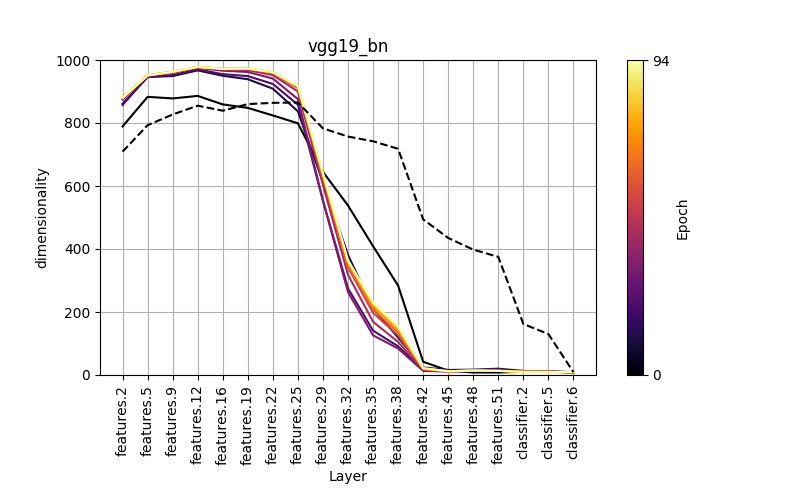 vgg19_bn
1000
800
600
400
200
0
dimensionality
features.2
features.5
features.9
features.12
features.16
features.19
features.22
features.25
features.29
features.32
features.35
features.38
features.42
features.45
features.48
features.51
classifier.2
classifier.5
classifier.6
Layer
94
0
Epoch